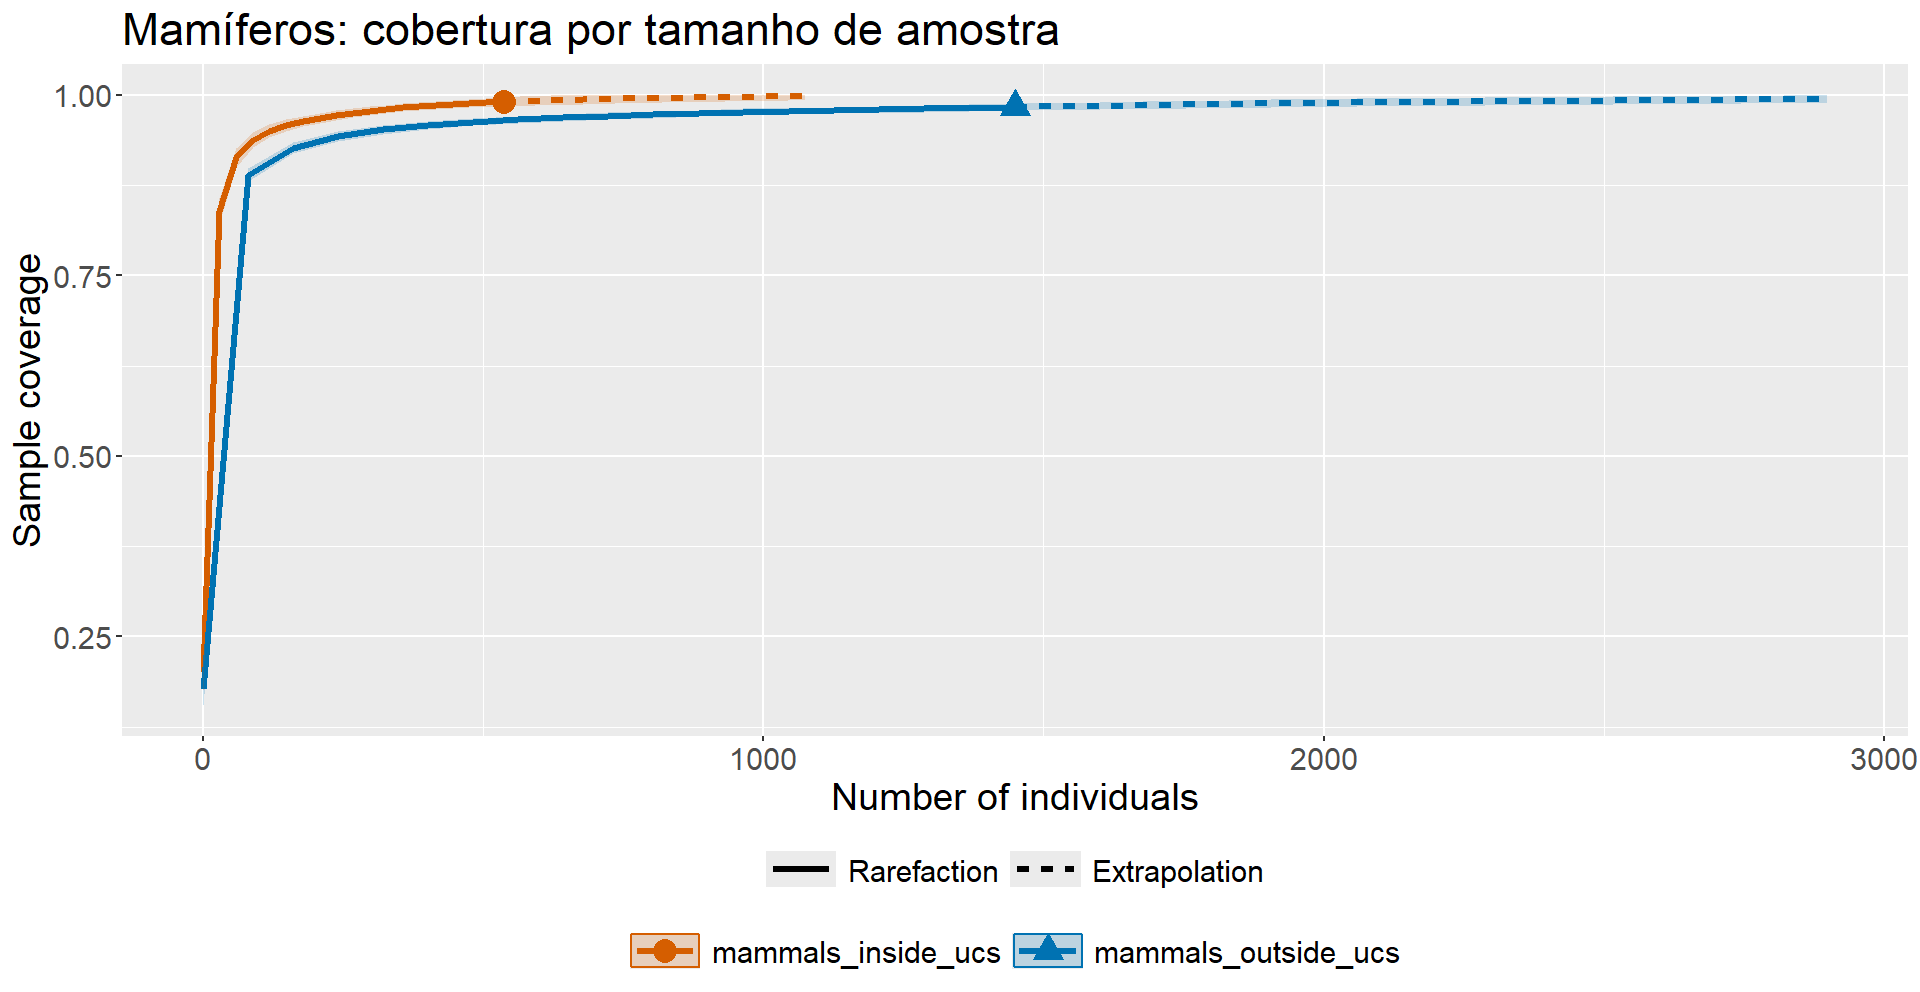 Mamíferos: cobertura por tamanho de amostra
Sample coverage
1.00
0.75
0.50
0.25
0 1000 2000 3000
Number of individuals
Rarefaction Extrapolation
mammals_inside_ucs mammals_outside_ucs